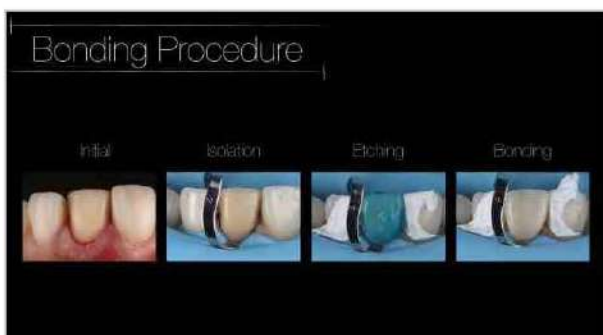 Bonding Procedure
Initial
Isolation
Etching
Bonding